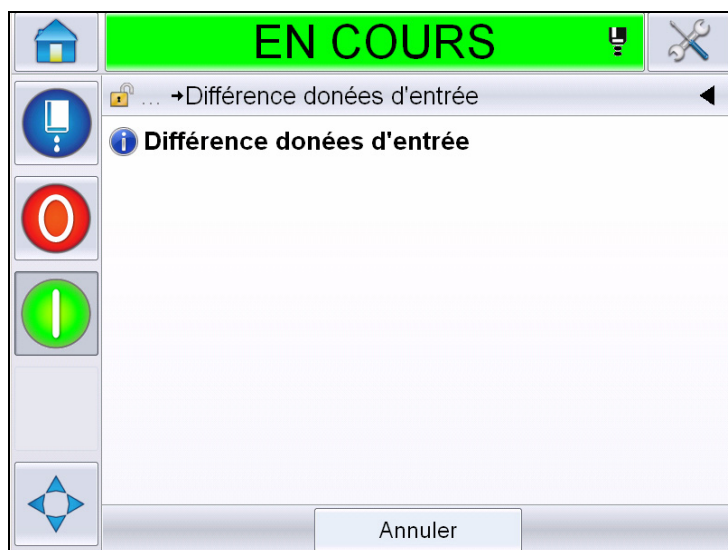 EN COURS
... →Différence donées d'entrée
Différence donées d'entrée
Annuler